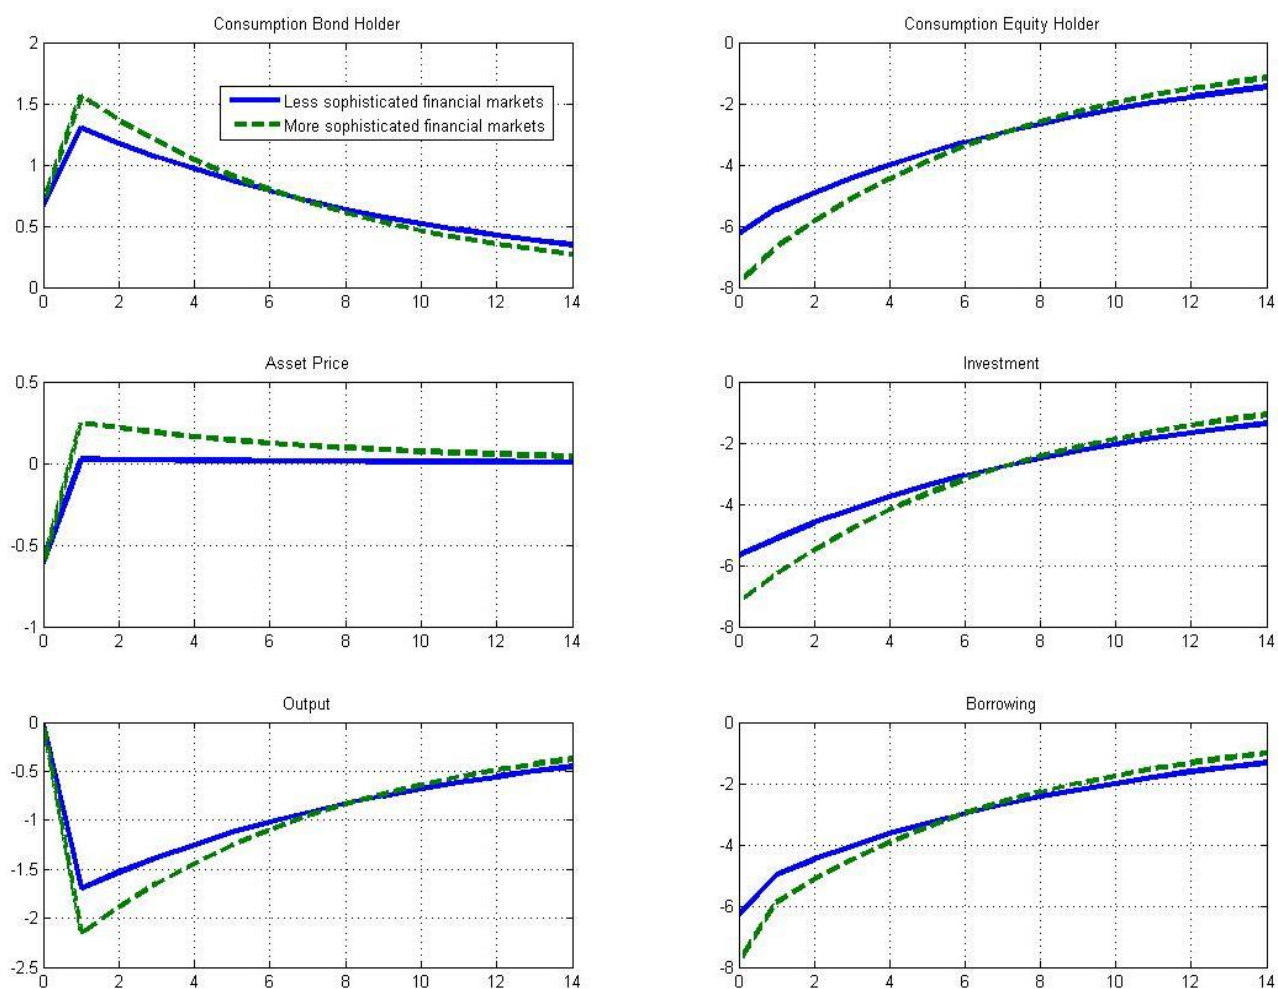 Consumption Bond Holder
2
1.5
1
0.5
0
0 2 4 6 8 10 12 14
Less sophisticated financial markets
More sophisticated financial markets
Consumption Equity Holder
0
-2
-4
-6
-8
0 2 4 6 8 10 12 14
Asset Price
0.5
0
-0.5
-1
0 2 4 6 8 10 12 14
Investment
0
-2
-4
-6
-8
0 2 4 6 8 10 12 14
Output
0
-0.5
-1
-1.5
-2
-2.5
0 2 4 6 8 10 12 14
Borrowing
0
-2
-4
-6
-8
0 2 4 6 8 10 12 14